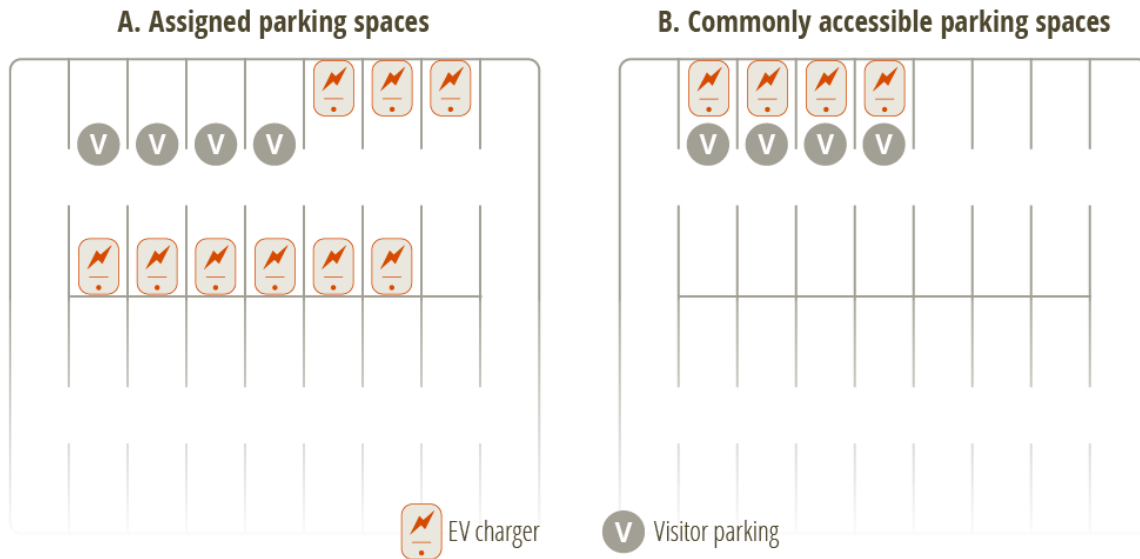 A. Assigned parking spaces
B. Commonly accessible parking spaces
V V V V
V V V V
EV charger
V Visitor parking